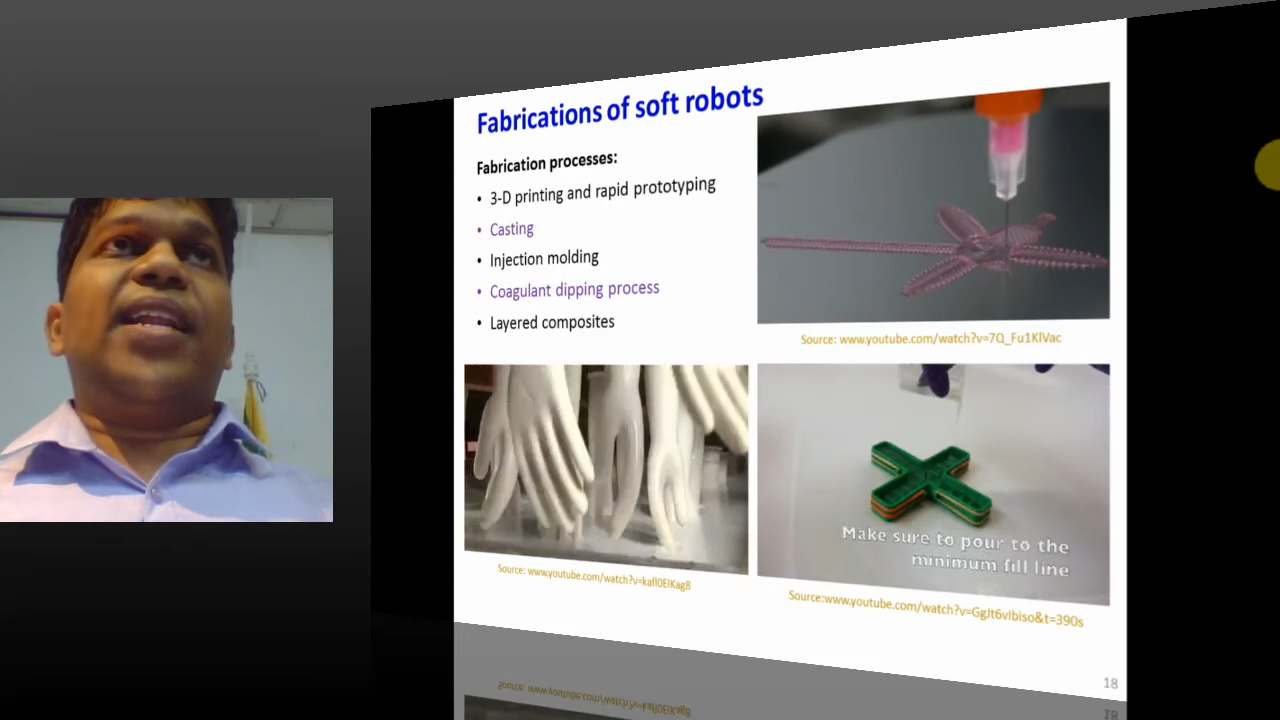 Fabrications of soft robots
Fabrication processes:
• 3-D printing and rapid prototyping
• Casting
• Injection molding
• Coagulant dipping process
• Layered composites
Source: www.youtube.com/watch?v=7Q_Fu1KlVac
Make sure to pour to the
minimum fill line
Source: www.youtube.com/watch?v=kafl0ElKag8
Source:www.youtube.com/watch?v=GgJt6vIbiso&t=390s
18